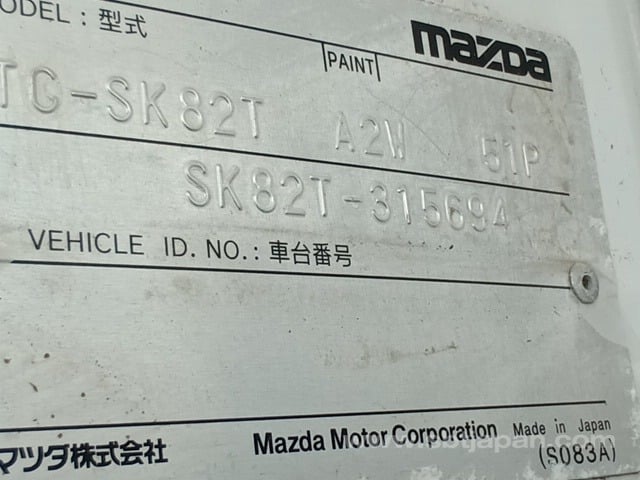 MODEL : 型式
mazda
PAINT
TC-SK82T A2W 51P
SK82T-315694
VEHICLE ID. NO. : 車台番号
マツダ株式会社
Mazda Motor Corporation Made in Japan
(S083A)